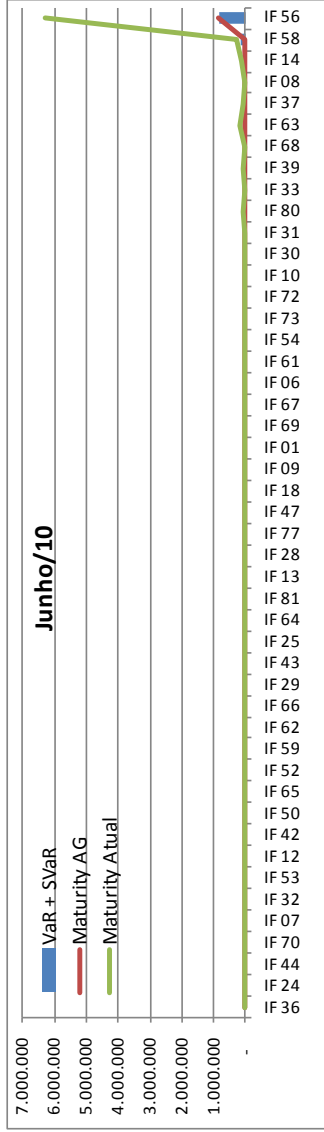 Junho/10
VaR + SVaR
Maturity AG
Maturity Atual
7.000.000
6.000.000
5.000.000
4.000.000
3.000.000
2.000.000
1.000.000
-
IF 36
IF 24
IF 44
IF 70
IF 07
IF 32
IF 53
IF 12
IF 42
IF 50
IF 65
IF 52
IF 59
IF 62
IF 66
IF 29
IF 43
IF 25
IF 64
IF 81
IF 13
IF 28
IF 77
IF 47
IF 18
IF 09
IF 01
IF 69
IF 67
IF 06
IF 61
IF 54
IF 73
IF 72
IF 10
IF 30
IF 31
IF 80
IF 33
IF 39
IF 68
IF 63
IF 37
IF 08
IF 14
IF 58
IF 56